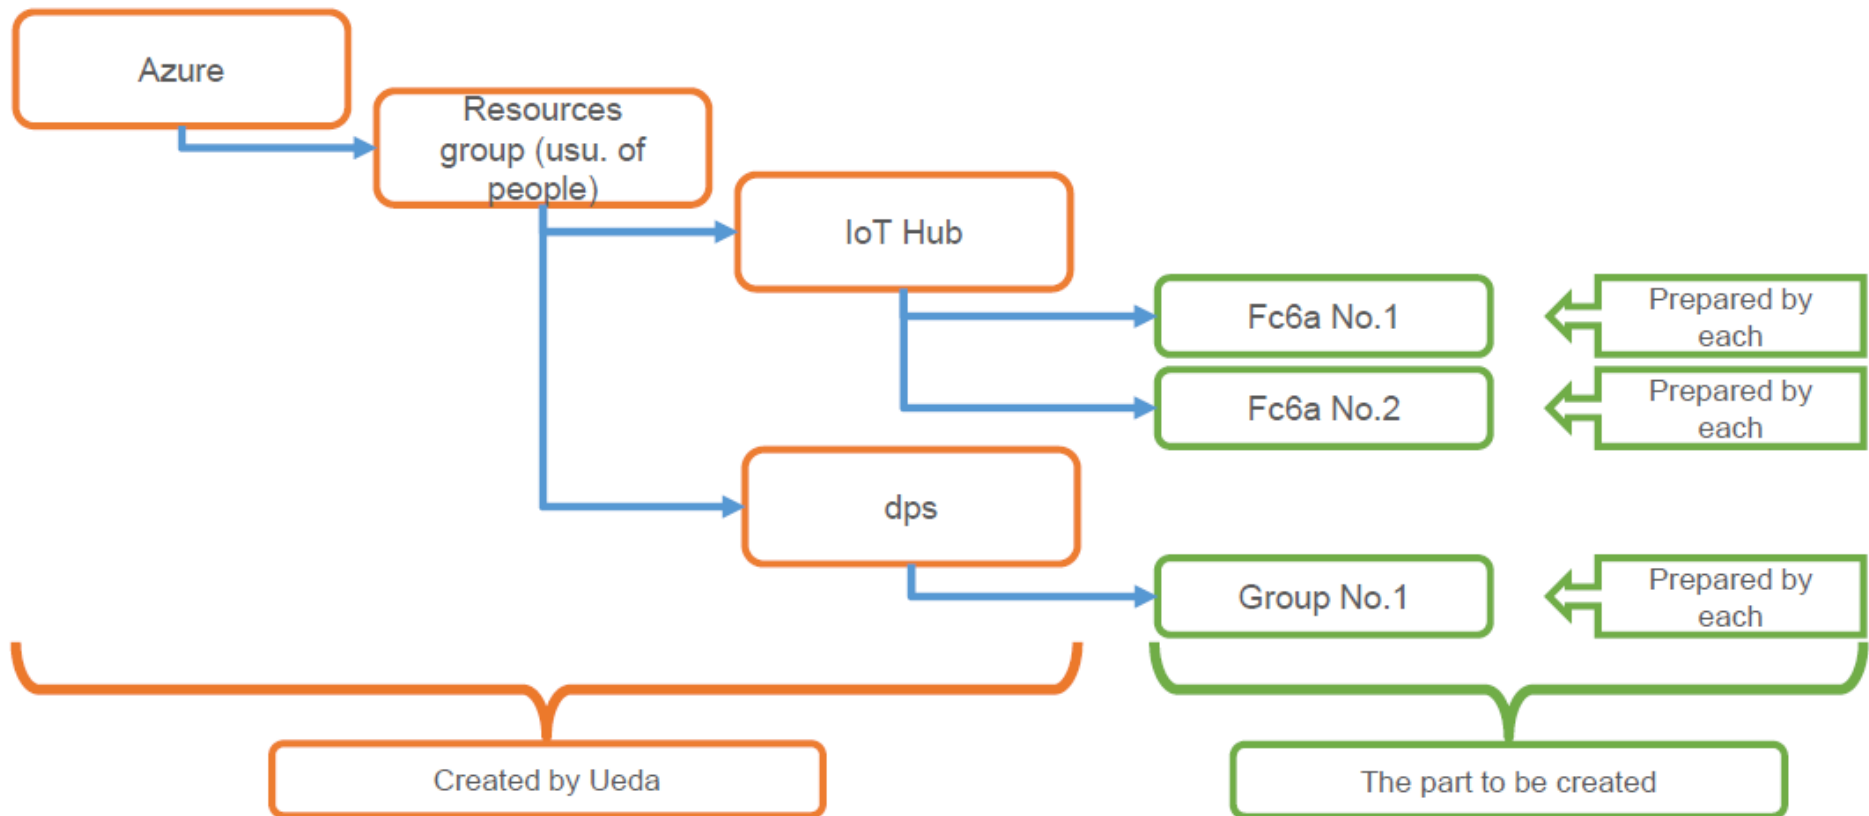 Azure
Resources
group (usu. of
people)
IoT Hub
Fc6a No.1
Prepared by
each
Fc6a No.2
Prepared by
each
dps
Group No.1
Prepared by
each
Created by Ueda
The part to be created